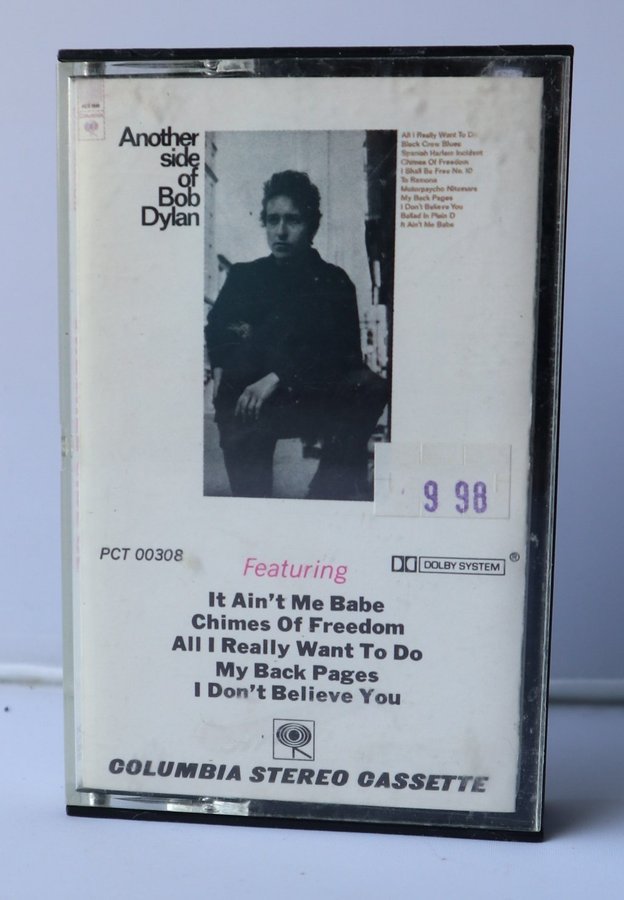 Another
side
of
Bob
Dylan
All I Really Want To Do
Black Crow Blues
Spanish Harlem Incident
Chimes Of Freedom
I Shall Be Free No. 10
To Ramona
Motorpsycho Nitemare
My Back Pages
I Don't Believe You
Ballad In Plain D
It Ain't Me Babe
9 98
PCT 00308
Featuring
DOLBY SYSTEM ®
It Ain't Me Babe
Chimes Of Freedom
All I Really Want To Do
My Back Pages
I Don't Believe You
COLUMBIA STEREO CASSETTE